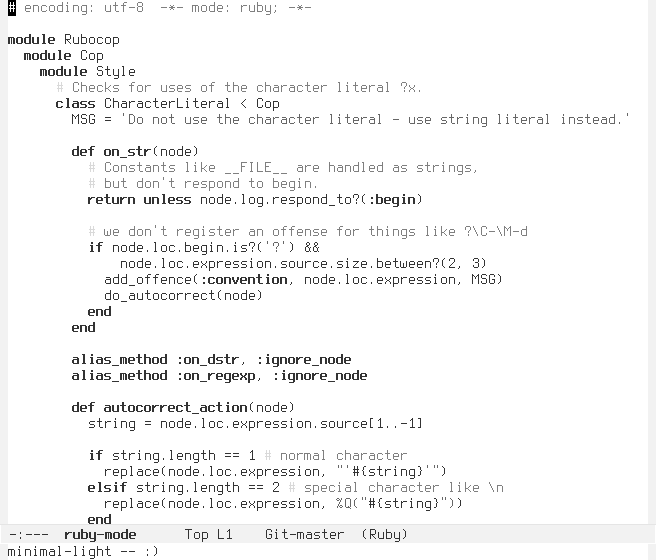 # encoding: utf-8  -*- mode: ruby; -*-

module Rubocop
  module Cop
    module Style
      # Checks for uses of the character literal ?x.
      class CharacterLiteral < Cop
        MSG = 'Do not use the character literal - use string literal instead.'

        def on_str(node)
          # Constants like __FILE__ are handled as strings,
          # but don't respond to begin.
          return unless node.log.respond_to?(:begin)

          # we don't register an offense for things like ?\C-\M-d
          if node.loc.begin.is?('?') &&
              node.loc.expression.source.size.between?(2, 3)
            add_offence(:convention, node.loc.expression, MSG)
            do_autocorrect(node)
          end
        end

        alias_method :on_dstr, :ignore_node
        alias_method :on_regexp, :ignore_node

        def autocorrect_action(node)
          string = node.loc.expression.source[1..-1]

          if string.length == 1 # normal character
            replace(node.loc.expression, "'#{string}'")
          elsif string.length == 2 # special character like \n
            replace(node.loc.expression, %Q("#{string}"))
          end
-:---  ruby-mode      Top L1    Git-master  (Ruby)
minimal-light -- :)